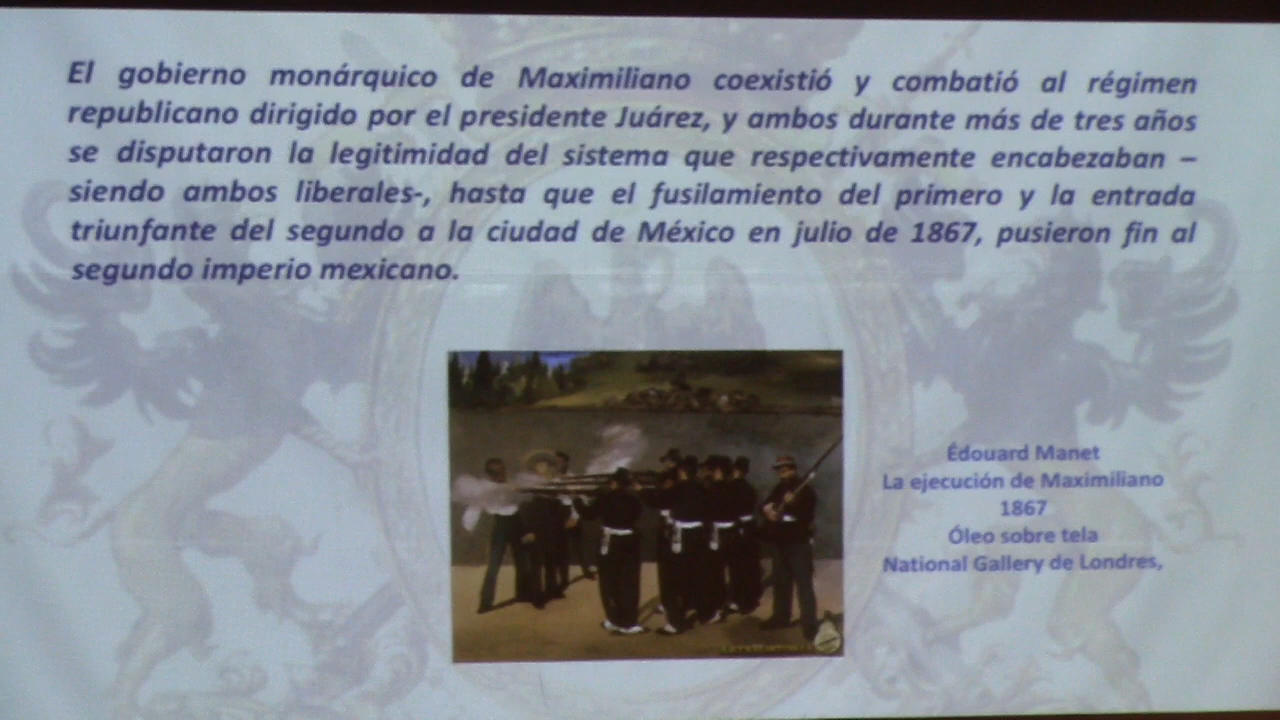 El gobierno monárquico de Maximiliano coexistió y combatió al régimen
republicano dirigido por el presidente Juárez, y ambos durante más de tres años
se disputaron la legitimidad del sistema que respectivamente encabezaban –
siendo ambos liberales-, hasta que el fusilamiento del primero y la entrada
triunfante del segundo a la ciudad de México en julio de 1867, pusieron fin al
segundo imperio mexicano.
Édouard Manet
La ejecución de Maximiliano
1867
Óleo sobre tela
National Gallery de Londres,